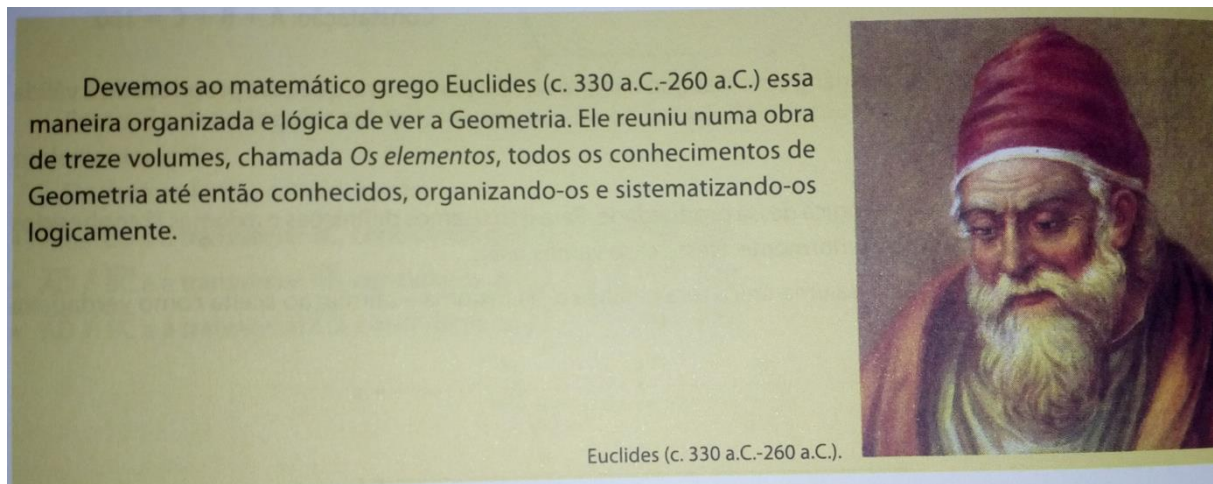 Devemos ao matemático grego Euclides (c. 330 a.C.-260 a.C.) essa
maneira organizada e lógica de ver a Geometria. Ele reuniu numa obra
de treze volumes, chamada Os elementos, todos os conhecimentos de
Geometria até então conhecidos, organizando-os e sistematizando-os
logicamente.
Euclides (c. 330 a.C.-260 a.C.).